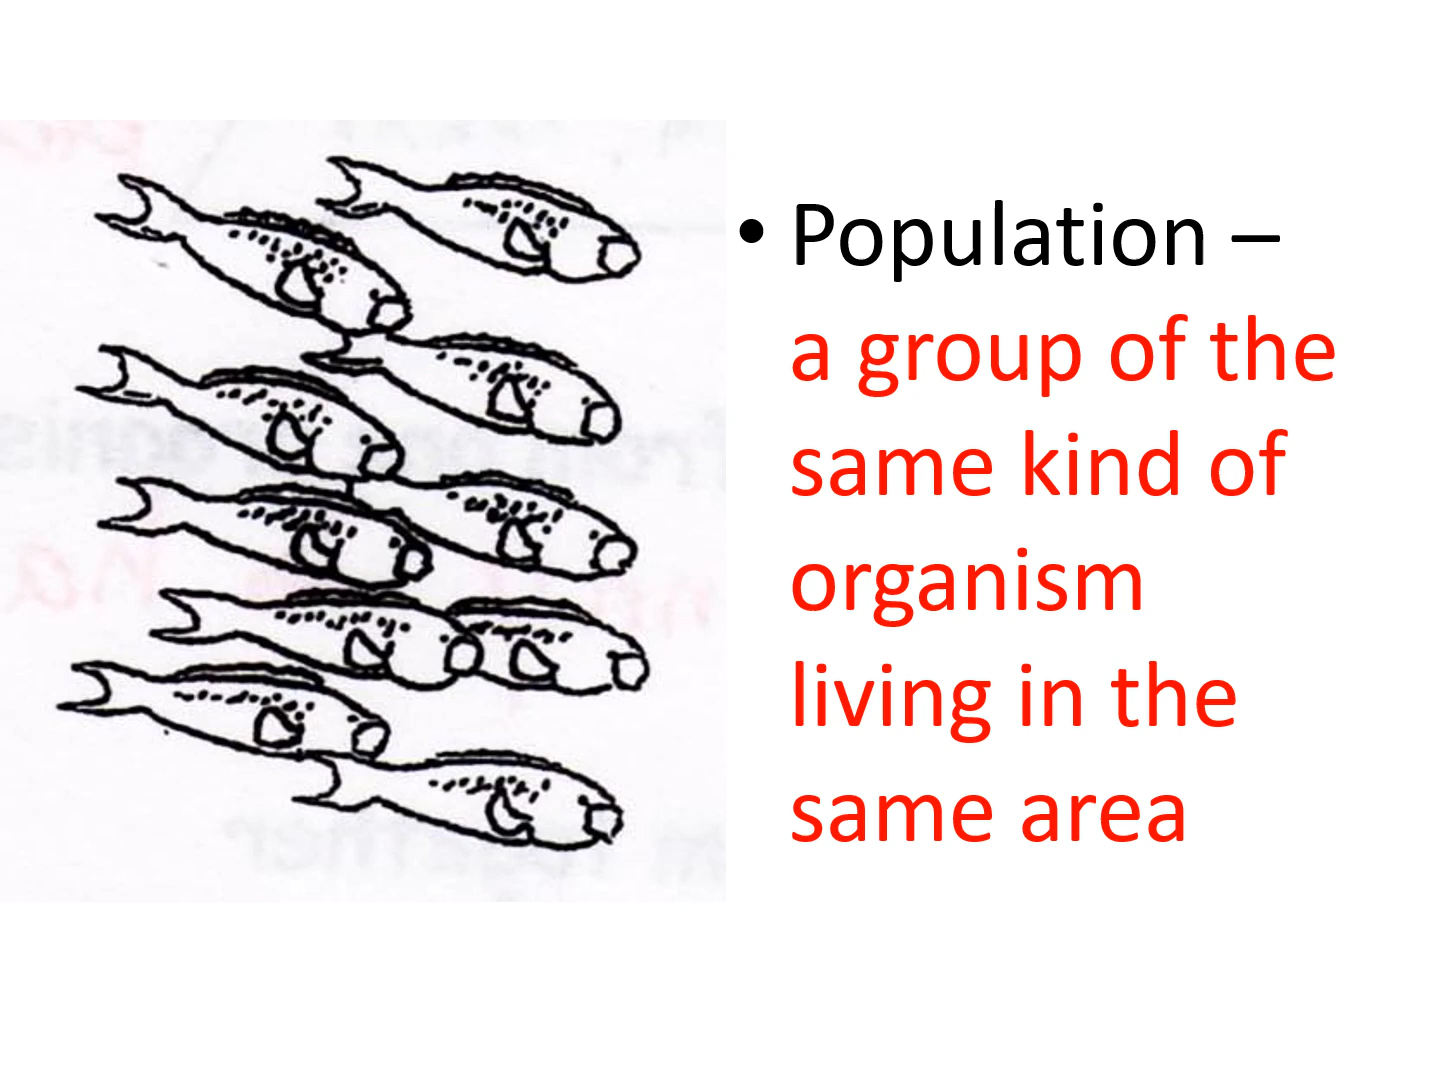 • Population –
a group of the
same kind of
organism
living in the
same area